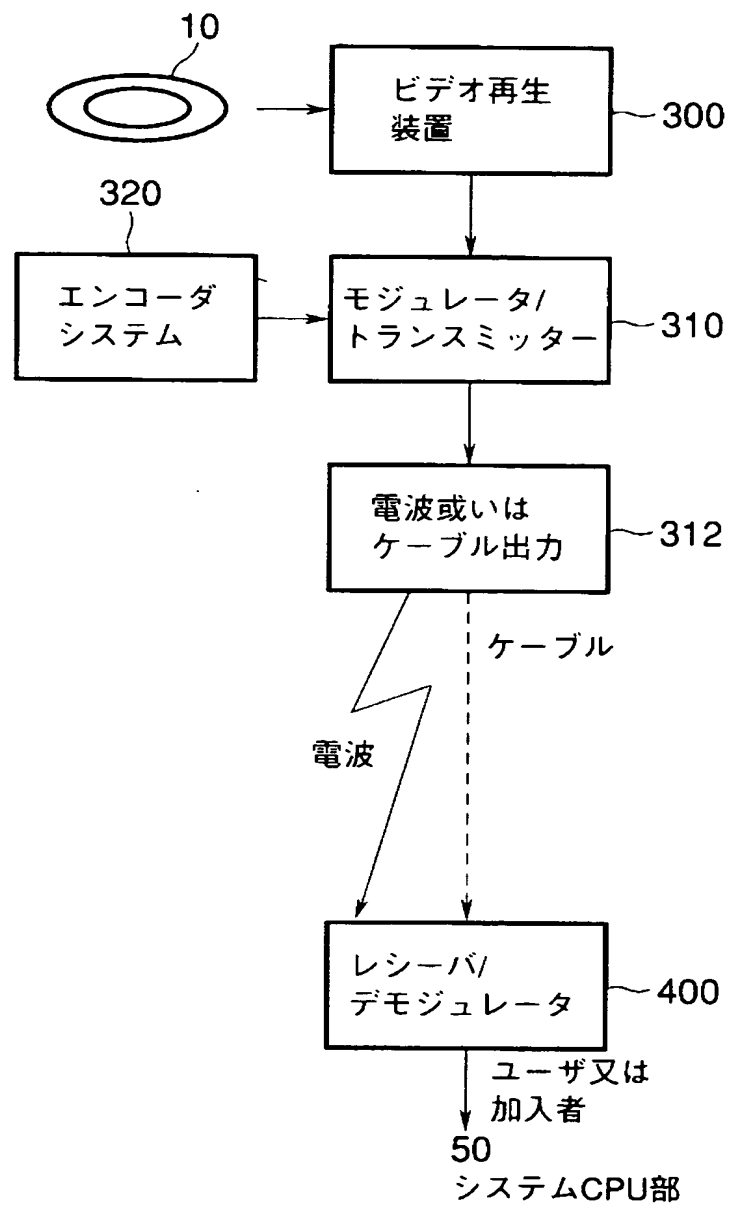 10
ビデオ再生
装置
300
320
エンコーダ
システム
モジュレータ/
トランスミッター
310
電波或いは
ケーブル出力
312
ケーブル
電波
レシーバ/
デモジュレータ
400
ユーザ又は
加入者
50
システムCPU部